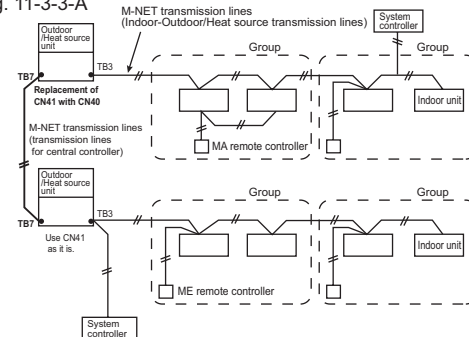 g. 11-3-3-A
M-NET transmission lines
(Indoor-Outdoor/Heat source transmission lines)
System
controller
Outdoor
/Heat source
unit
Group
Group
TB7
TB3
Replacement of
CN41 with CN40
Indoor unit
M-NET transmission lines
(transmission lines
for central controller)
MA remote controller
Outdoor
/Heat source
unit
Group
Group
TB3
TB7
Use CN41
as it is.
Indoor unit
ME remote controller
System
controller